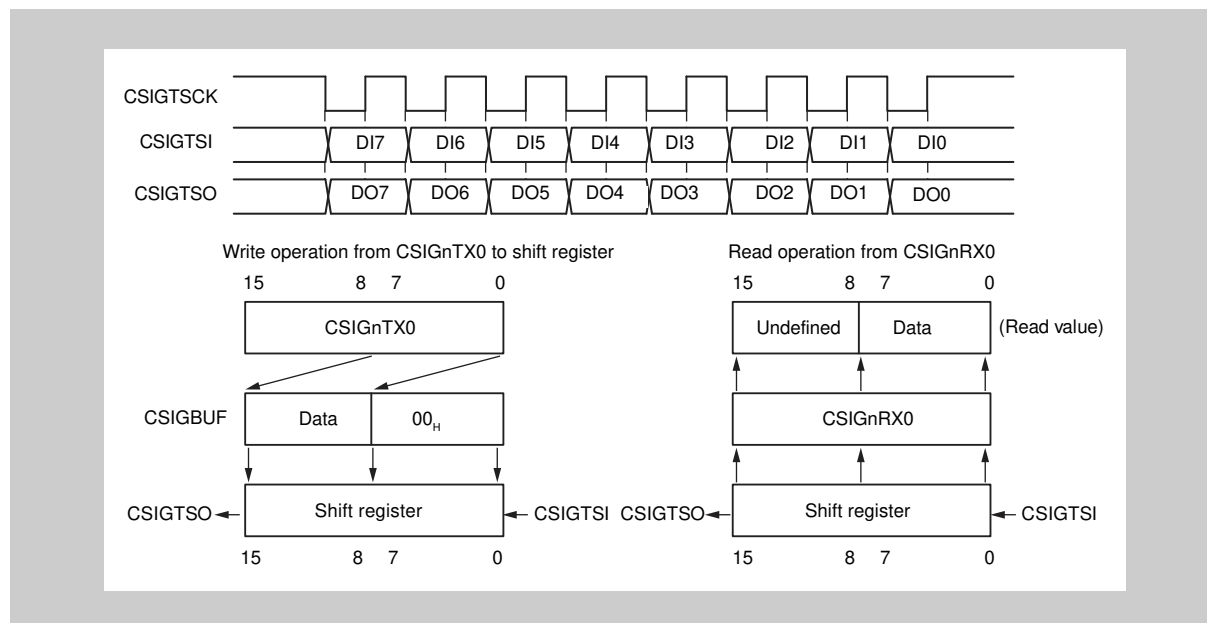 CSIGTSCK
CSIGTSI DI7 DI6 DI5 DI4 DI3 DI2 DI1 DI0
CSIGTSO DO7 DO6 DO5 DO4 DO3 DO2 DO1 DO0
Write operation from CSIGnTX0 to shift register Read operation from CSIGnRX0
15 8 7 0 15 8 7 0
CSIGnTX0 Undefined Data (Read value)
CSIGBUF Data 00H CSIGnRX0
CSIGTSO Shift register CSIGTSI CSIGTSO Shift register CSIGTSI
15 8 7 0 15 8 7 0